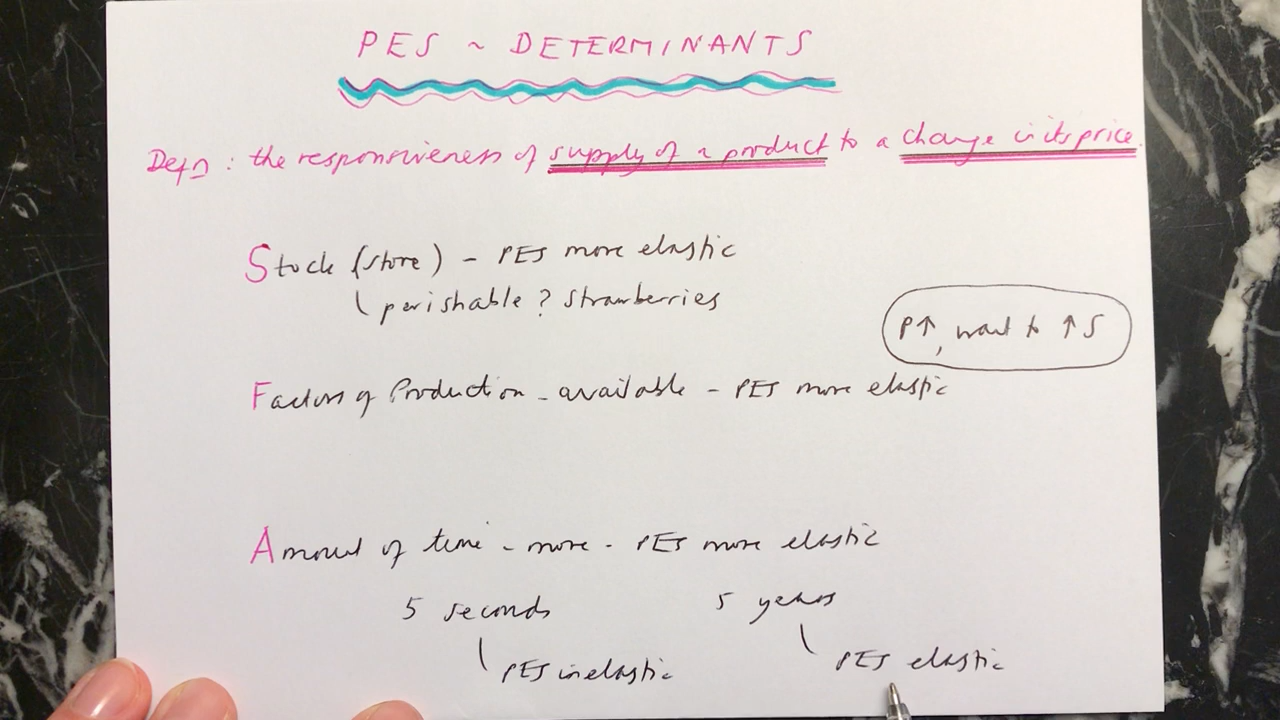 PES ~ DETERMINANTS
Defn : the responsiveness of supply of a product to a change in its price.
Stock (store) - PES more elastic
perishable ? strawberries
P↑, want to ↑ S
Factors of Production - available - PES more elastic
Amount of time - more - PES more elastic
5 seconds 5 years
PES inelastic PES elastic